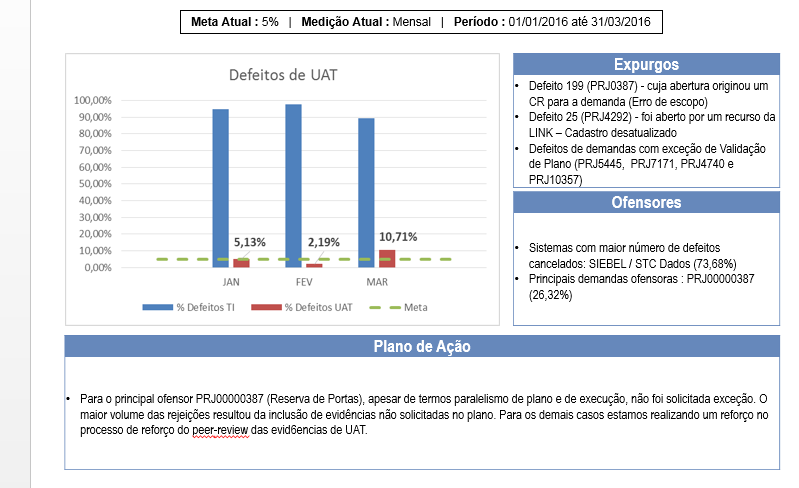 Meta Atual : 5% | Medição Atual : Mensal | Período : 01/01/2016 até 31/03/2016
Defeitos de UAT
100,00%
90,00%
80,00%
70,00%
60,00%
50,00%
40,00%
30,00%
20,00%
10,00%
0,00%
5,13%
2,19%
10,71%
JAN
FEV
MAR
% Defeitos TI
% Defeitos UAT
Meta
Expurgos
• Defeito 199 (PRJ0387) - cuja abertura originou um
CR para a demanda (Erro de escopo)
• Defeito 25 (PRJ4292) - foi aberto por um recurso da
LINK – Cadastro desatualizado
• Defeitos de demandas com exceção de Validação
de Plano (PRJ5445, PRJ7171, PRJ4740 e
PRJ10357)
Ofensores
• Sistemas com maior número de defeitos
cancelados: SIEBEL / STC Dados (73,68%)
• Principais demandas ofensoras : PRJ00000387
(26,32%)
Plano de Ação
• Para o principal ofensor PRJ00000387 (Reserva de Portas), apesar de termos paralelismo de plano e de execução, não foi solicitada exceção. O
maior volume das rejeições resultou da inclusão de evidências não solicitadas no plano. Para os demais casos estamos realizando um reforço no
processo de reforço do peer-review das evid6encias de UAT.